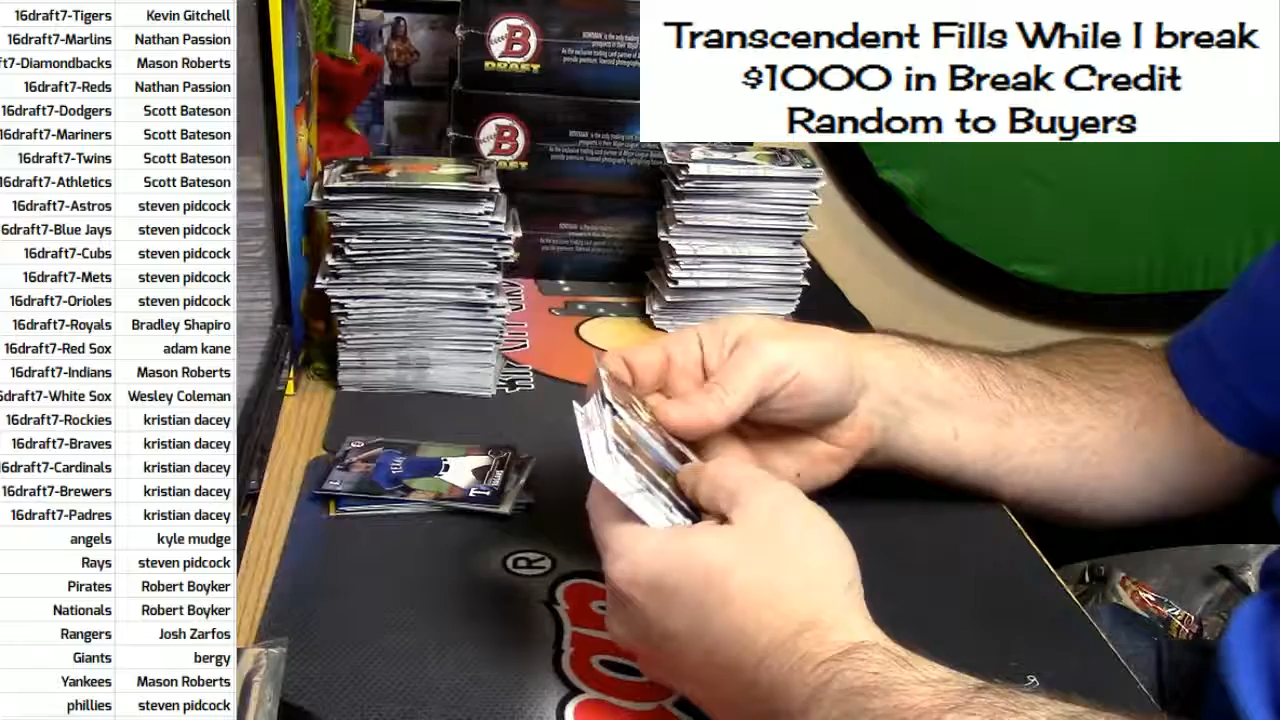 16draft7-Tigers Kevin Gitchell
16draft7-Marlins Nathan Passion
ft7-Diamondbacks Mason Roberts
16draft7-Reds Nathan Passion
16draft7-Dodgers Scott Bateson
16draft7-Mariners Scott Bateson
16draft7-Twins Scott Bateson
16draft7-Athletics Scott Bateson
16draft7-Astros steven pidcock
6draft7-Blue Jays steven pidcock
16draft7-Cubs steven pidcock
16draft7-Mets steven pidcock
16draft7-Orioles steven pidcock
16draft7-Royals Bradley Shapiro
16draft7-Red Sox adam kane
16draft7-Indians Mason Roberts
6draft7-White Sox Wesley Coleman
16draft7-Rockies kristian dacey
16draft7-Braves kristian dacey
16draft7-Cardinals kristian dacey
16draft7-Brewers kristian dacey
16draft7-Padres kristian dacey
angels kyle mudge
Rays steven pidcock
Pirates Robert Boyker
Nationals Robert Boyker
Rangers Josh Zarfos
Giants bergy
Yankees Mason Roberts
phillies steven pidcock
Transcendent Fills While I break
$1000 in Break Credit
Random to Buyers
B
DRAFT
B
DRAFT
TEXAS
T
®